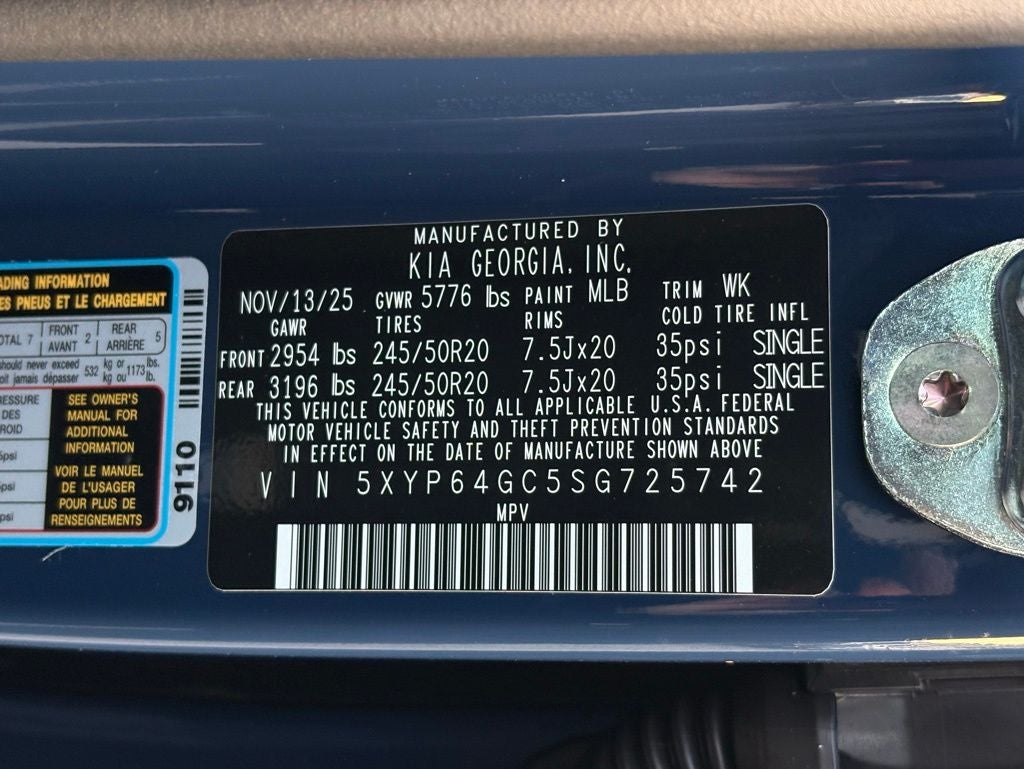 MANUFACTURED BY
KIA GEORGIA, INC.
NOV/13/25 GVWR 5776 lbs PAINT MLB TRIM WK
GAWR TIRES RIMS COLD TIRE INFL
FRONT 2954 lbs 245/50R20 7.5Jx20 35psi SINGLE
REAR 3196 lbs 245/50R20 7.5Jx20 35psi SINGLE
THIS VEHICLE CONFORMS TO ALL APPLICABLE U.S.A. FEDERAL
MOTOR VEHICLE SAFETY AND THEFT PREVENTION STANDARDS
IN EFFECT ON THE DATE OF MANUFACTURE SHOWN ABOVE
VIN 5XYP64GC5SG725742
MPV
INFORMATION
ES PNEUS ET LE CHARGEMENT
OTAL 7 FRONT AVANT 2 REAR ARRIÈRE 5
should never exceed 532 kg or 1173 lbs.
oit jamais dépasser kg ou lb.
SEE OWNER'S
MANUAL FOR
ADDITIONAL
INFORMATION
VOIR LE MANUEL
DE L'USAGER
POUR PLUS DE
RENSEIGNEMENTS
DES
psi
psi
9110